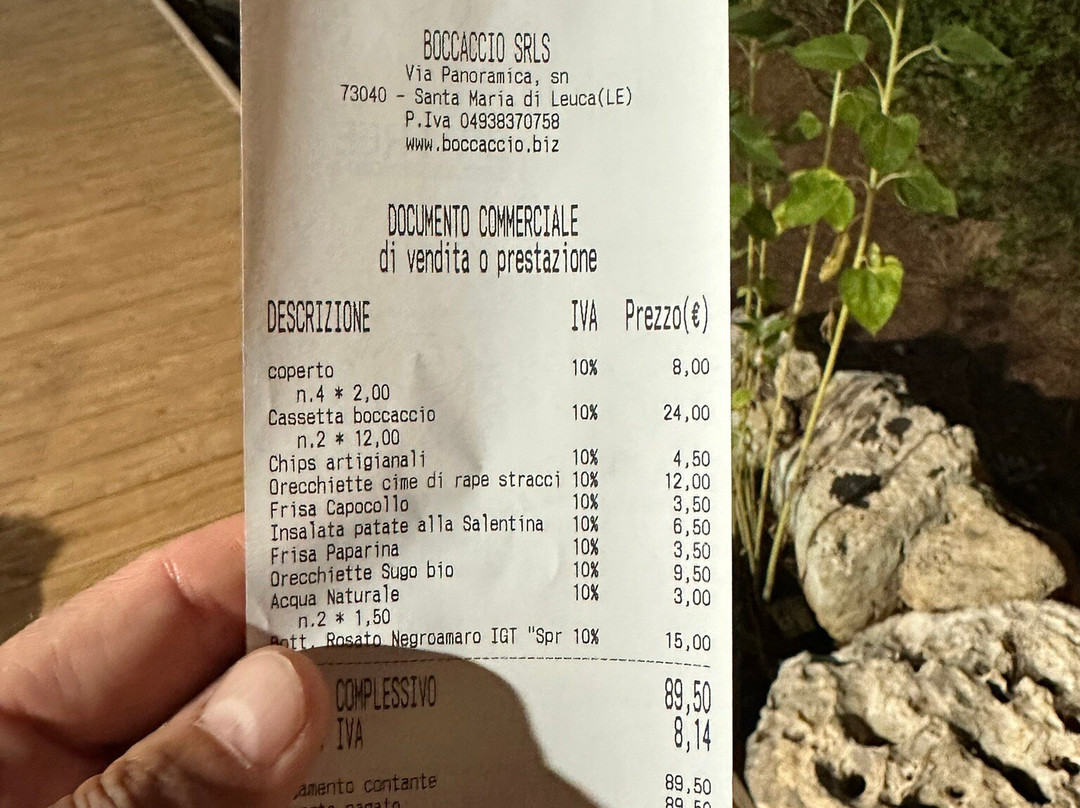 BOCCACCIO SRLS
Via Panoramica, sn
73040 - Santa Maria di Leuca(LE)
P.Iva 04938370758
www.boccaccio.biz
DOCUMENTO COMMERCIALE
di vendita o prestazione
DESCRIZIONE IVA Prezzo(€)
coperto 10% 8,00
n.4 * 2,00
Cassetta boccaccio 10% 24,00
n.2 * 12,00
Chips artigianali 10% 4,50
Orecchiette cime di rape stracci 10% 12,00
Frisa Capocollo 10% 3,50
Insalata patate alla Salentina 10% 6,50
Frisa Paparina 10% 3,50
Orecchiette Sugo bio 10% 9,50
Acqua Naturale 10% 3,00
n.2 * 1,50
Bott. Rosato Negroamaro IGT "Spr 10% 15,00
COMPLESSIVO 89,50
IVA 8,14
contante 89,50